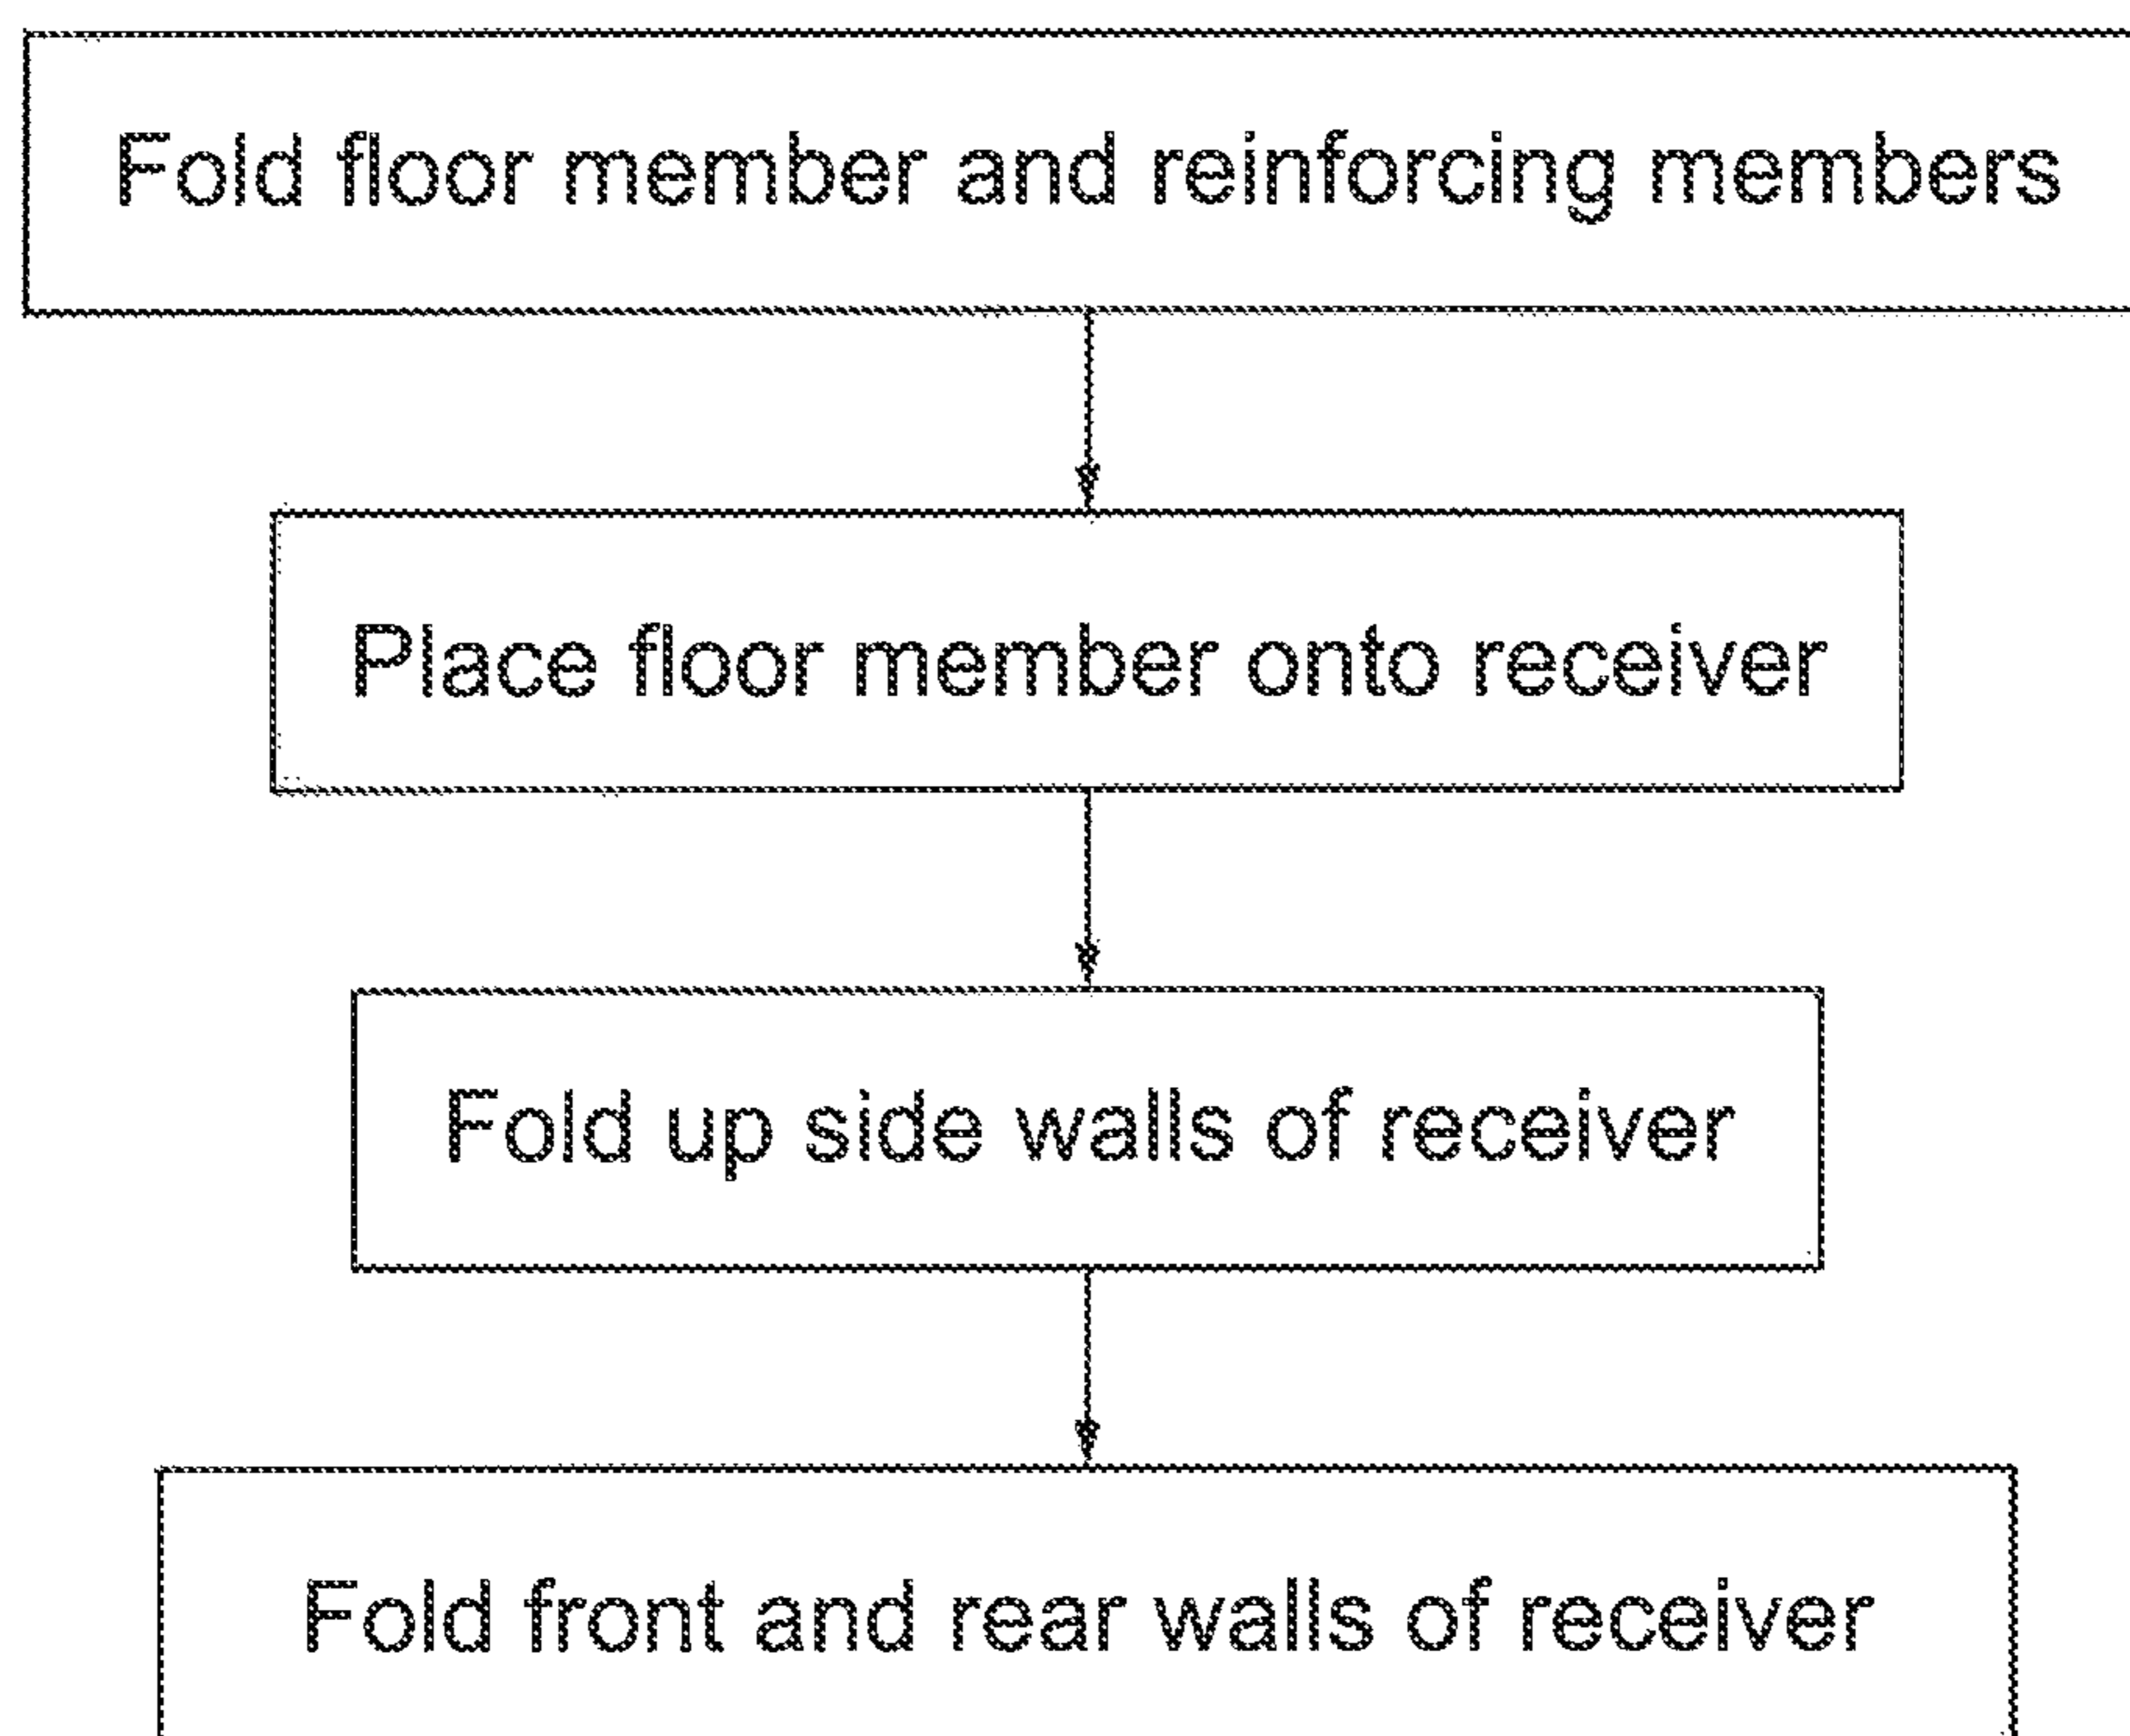 Fold floor member and reinforcing members
Place floor member onto receiver
Fold up side walls of receiver
Fold front and rear walls of receiver